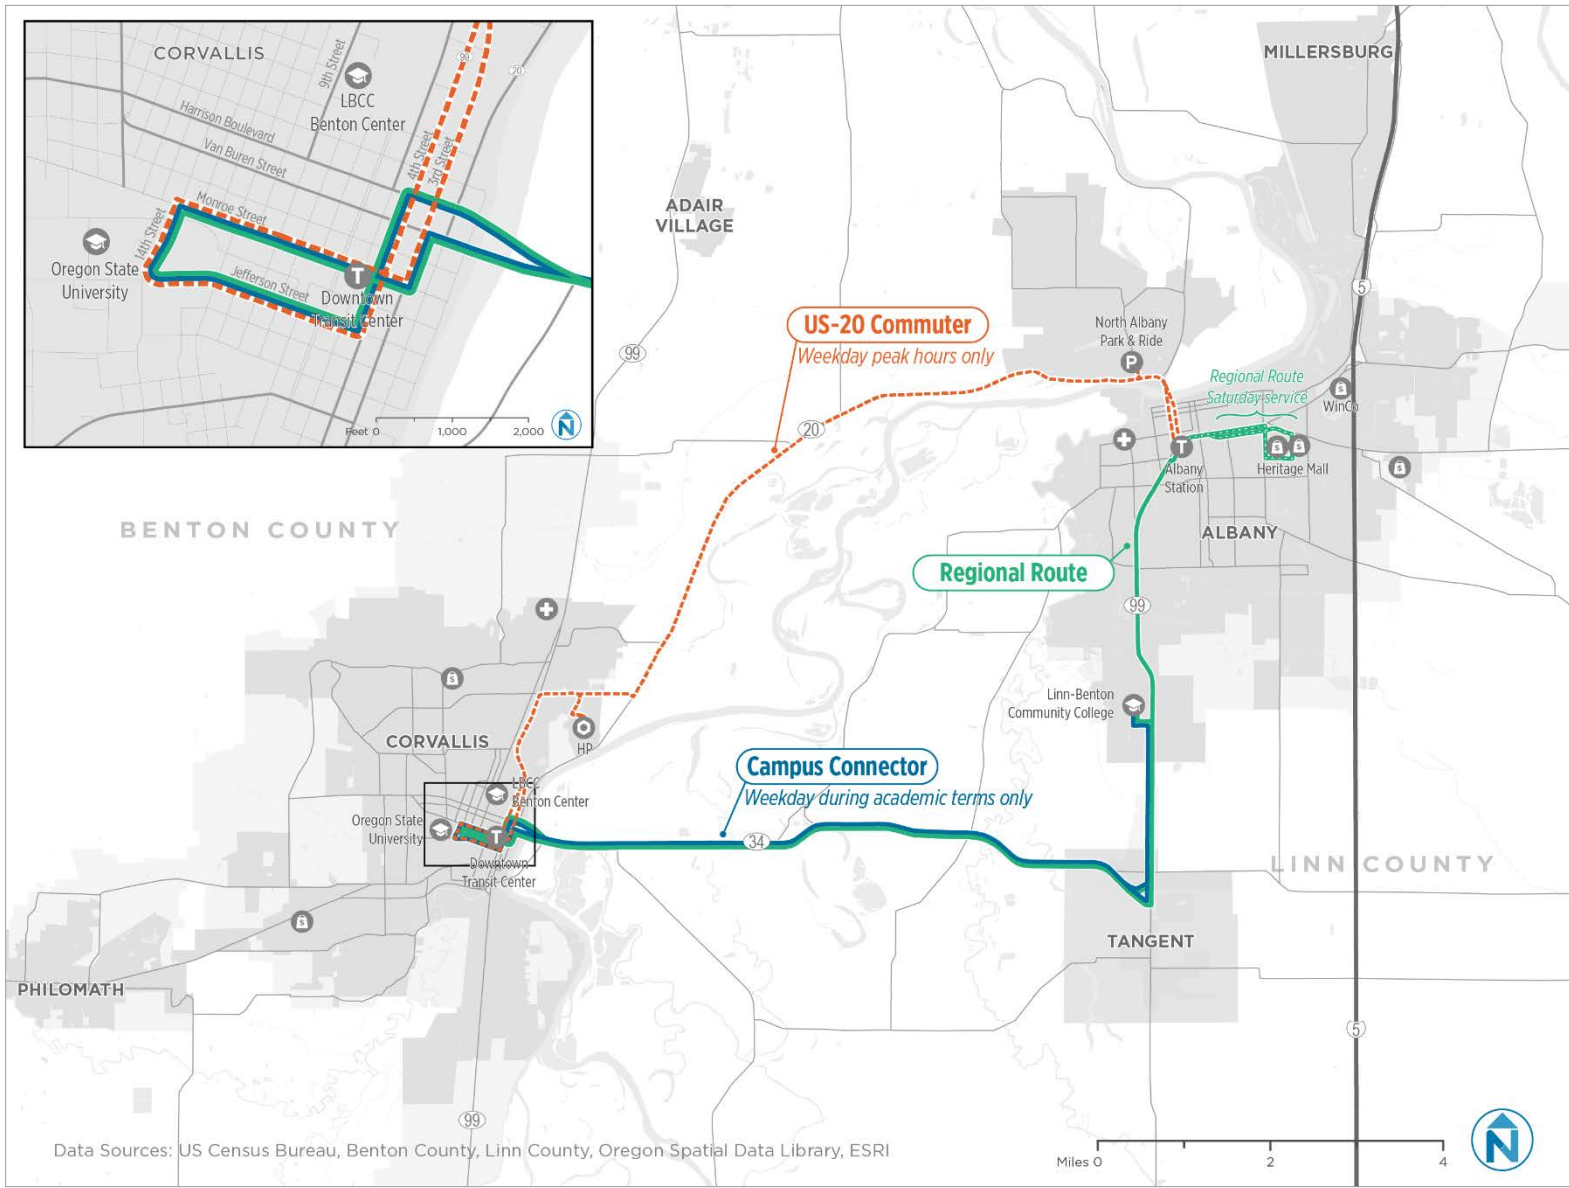 CORVALLIS
9th Street
LBCC
Benton Center
99
20
Harrison Boulevard
Van Buren Street
4th Street
3rd Street
Monroe Street
14th Street
Oregon State
University
Jefferson Street
T
Downtown
Transit Center
Feet 0
1,000
2,000
N
MILLERSBURG
ADAIR
VILLAGE
5
99
US-20 Commuter
Weekday peak hours only
North Albany
Park & Ride
P
Regional Route
Saturday service
WinCo
20
T
Albany
Station
Heritage Mall
BENTON COUNTY
ALBANY
Regional Route
99
Linn-Benton
Community College
CORVALLIS
HP
Campus Connector
Weekday during academic terms only
LBCC
Benton Center
Oregon State
University
T
Downtown
Transit Center
34
LINN COUNTY
TANGENT
PHILOMATH
5
99
Data Sources: US Census Bureau, Benton County, Linn County, Oregon Spatial Data Library, ESRI
Miles 0
2
4
N